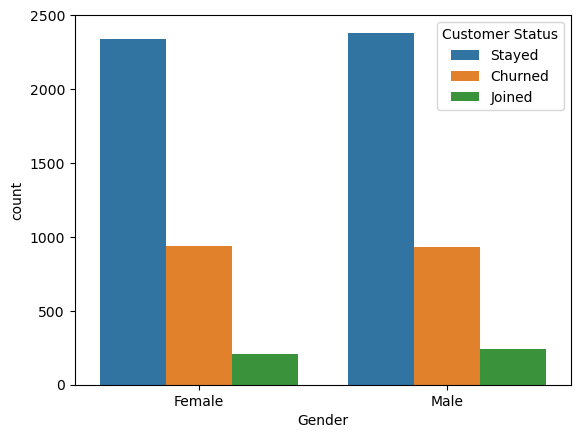 2500
2000
1500
1000
500
0
count
Customer Status
Stayed
Churned
Joined
Female
Male
Gender